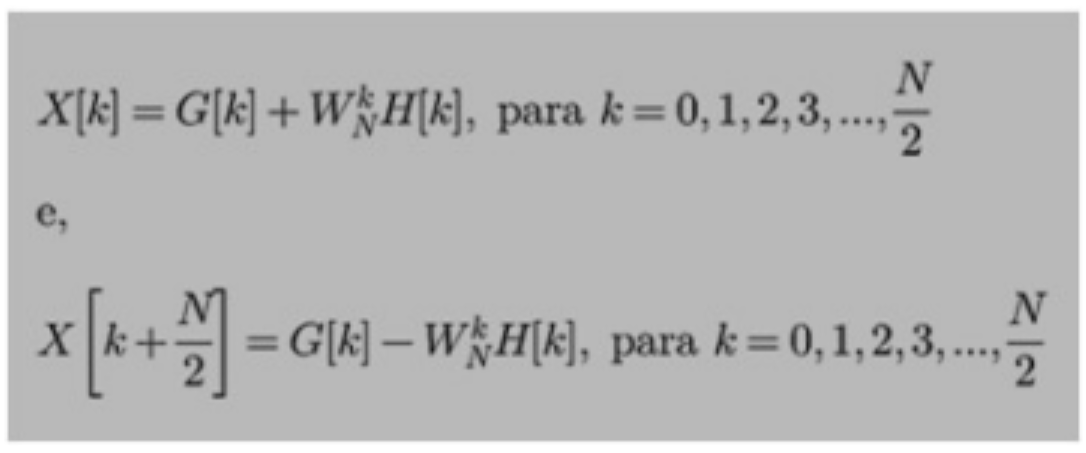 X[k] = G[k] + W_N^k H[k], para k = 0, 1, 2, 3, ..., N/2
e,
X[k + N/2] = G[k] − W_N^k H[k], para k = 0, 1, 2, 3, ..., N/2